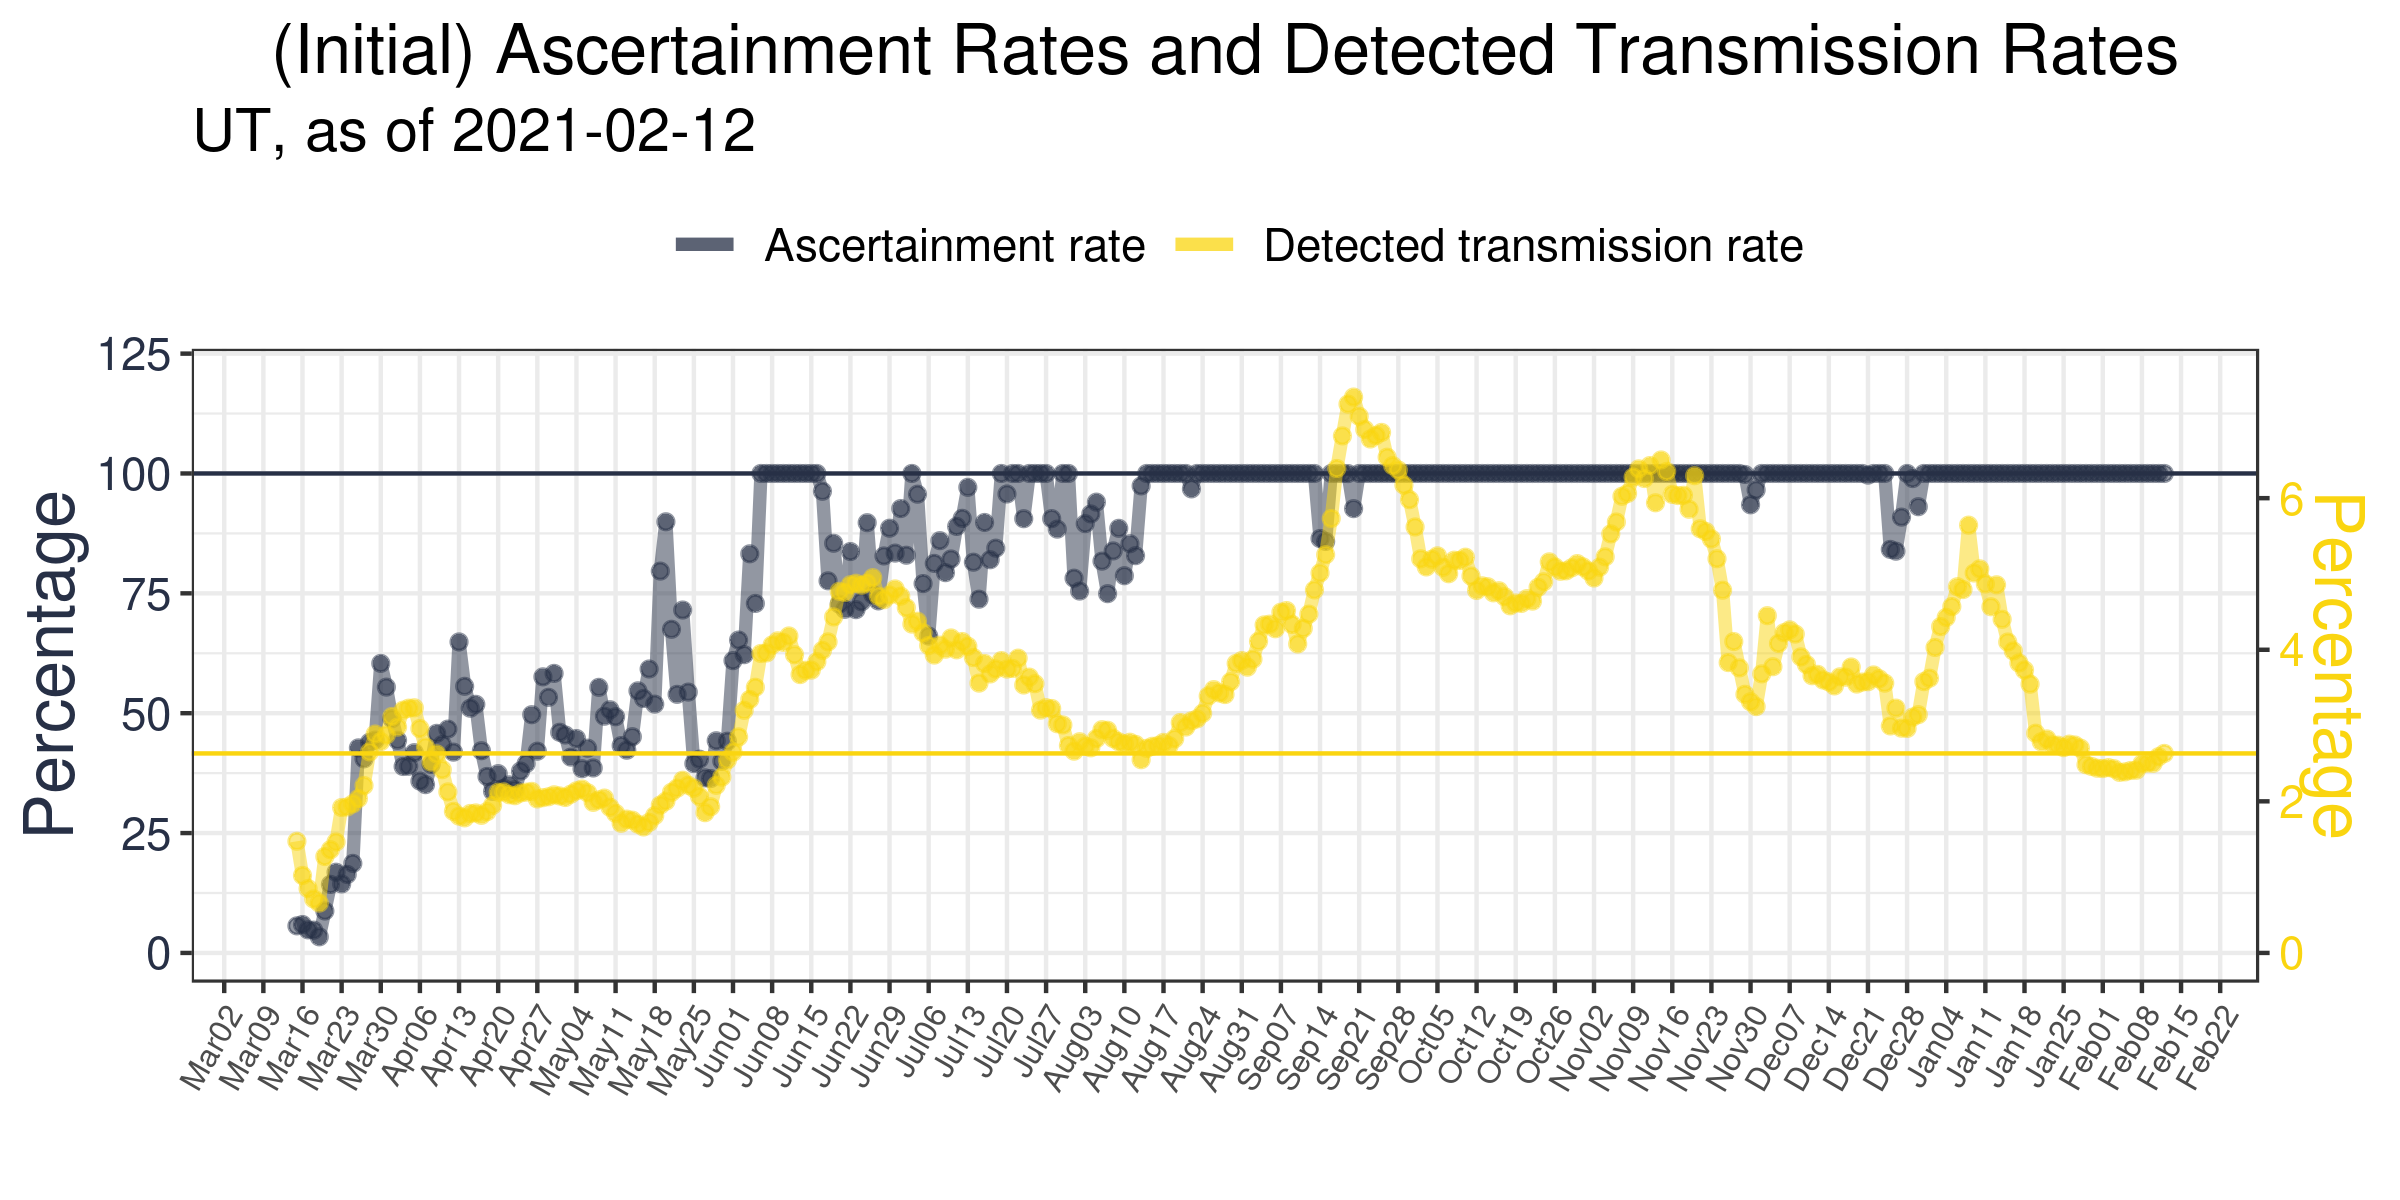 (Initial) Ascertainment Rates and Detected Transmission Rates
UT, as of 2021-02-12
Ascertainment rate
Detected transmission rate
Percentage
125
100
75
50
25
0
6
4
2
0
Percentage
Mar02
Mar09
Mar16
Mar23
Mar30
Apr06
Apr13
Apr20
Apr27
May04
May11
May18
May25
Jun01
Jun08
Jun15
Jun22
Jun29
Jul06
Jul13
Jul20
Jul27
Aug03
Aug10
Aug17
Aug24
Aug31
Sep07
Sep14
Sep21
Sep28
Oct05
Oct12
Oct19
Oct26
Nov02
Nov09
Nov16
Nov23
Nov30
Dec07
Dec14
Dec21
Dec28
Jan04
Jan11
Jan18
Jan25
Feb01
Feb08
Feb15
Feb22